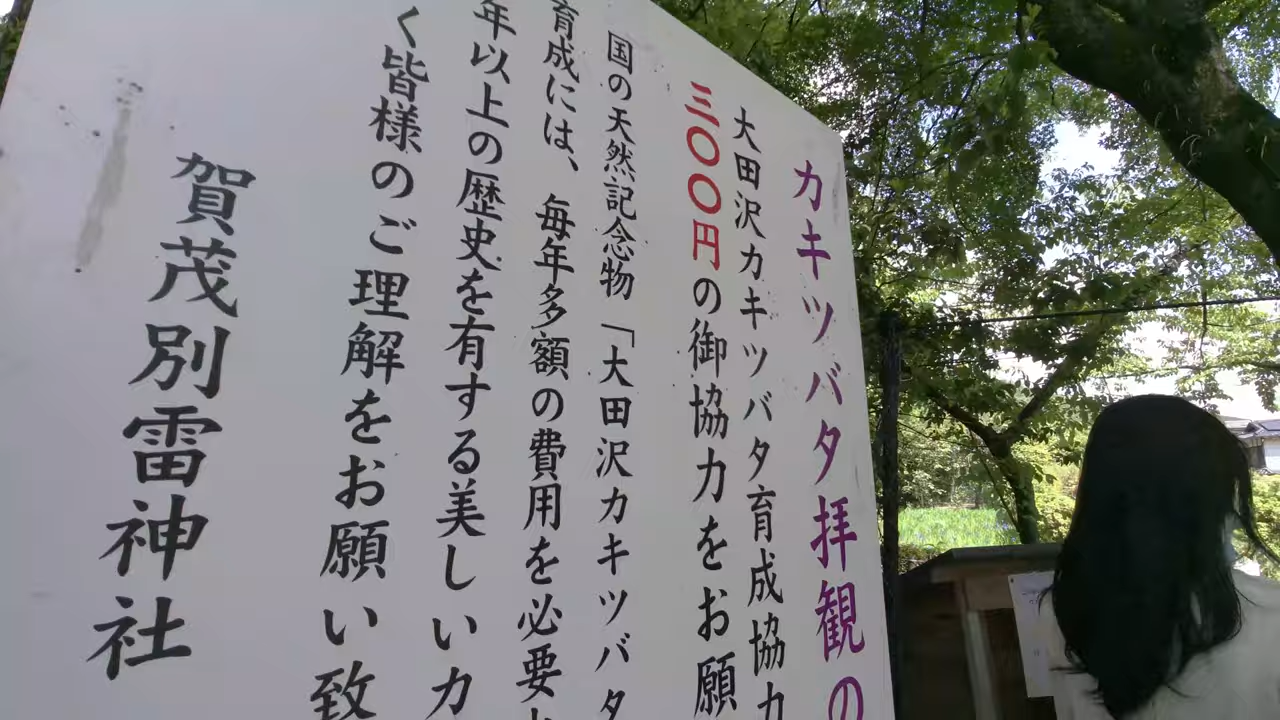 カキツバタ拝観の
大田沢カキツバタ育成協力
三〇〇円の御協力をお願
国の天然記念物「大田沢カキツバタ
育成には、毎年多額の費用を必要
年以上の歴史を有する美しいカ
く皆様のご理解をお願い致
賀茂別雷神社